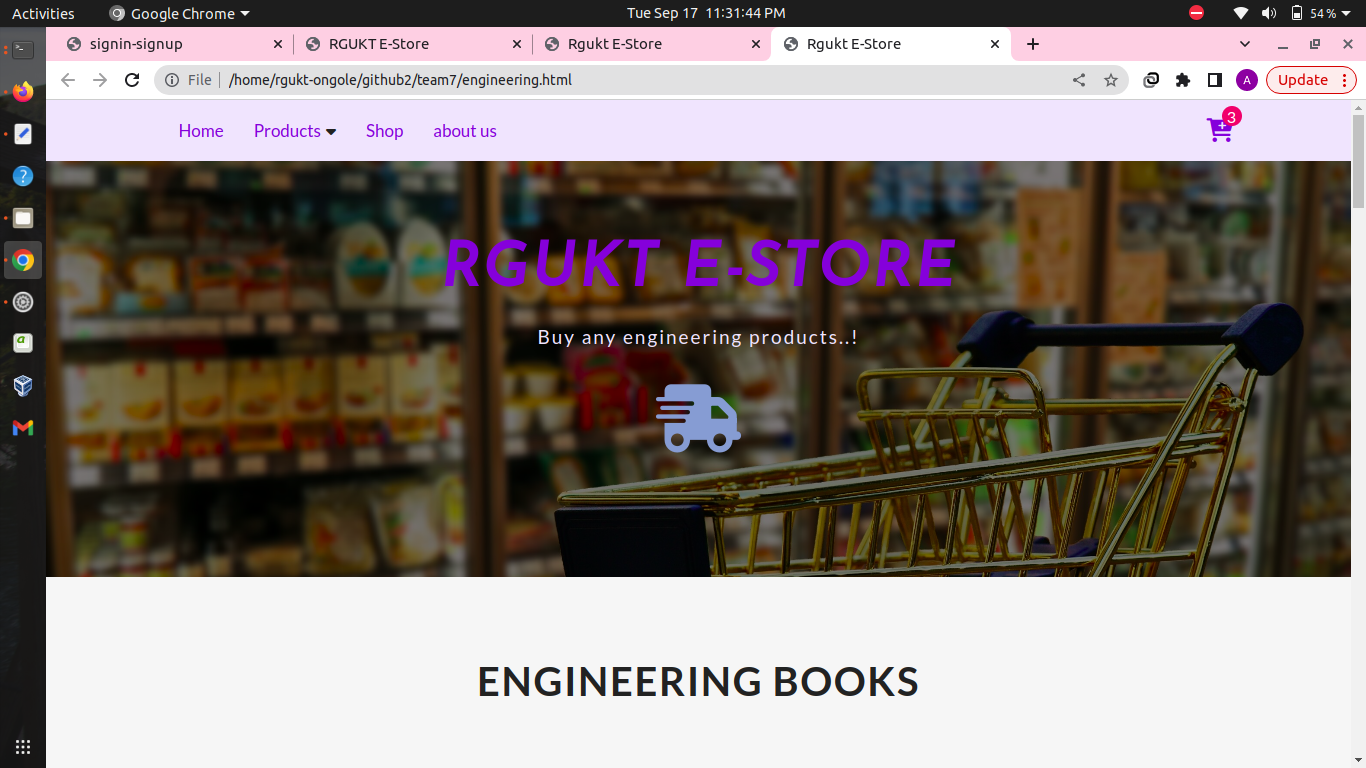 Activities Google Chrome Tue Sep 17 11:31:44 PM 54 %
signin-signup RGUKT E-Store Rgukt E-Store Rgukt E-Store
File /home/rgukt-ongole/github2/team7/engineering.html A Update
Home Products Shop about us 3
RGUKT E-STORE
Buy any engineering products..!
ENGINEERING BOOKS